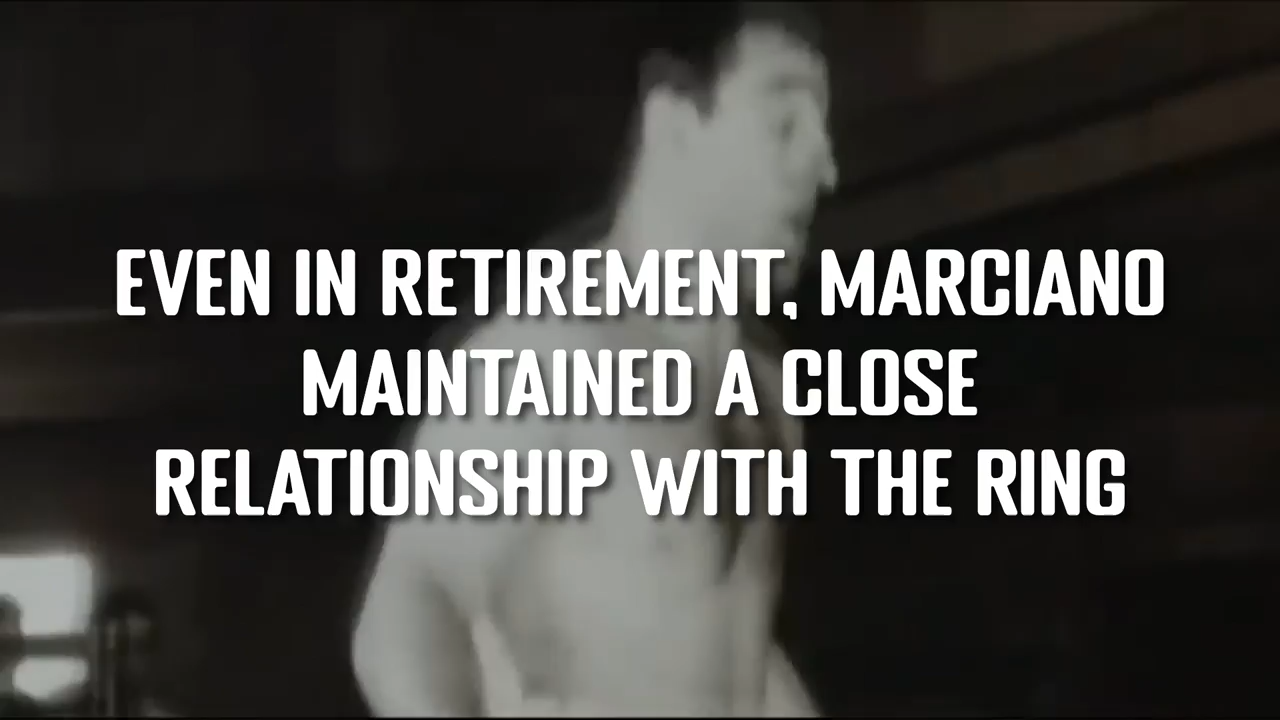 EVEN IN RETIREMENT, MARCIANO
MAINTAINED A CLOSE
RELATIONSHIP WITH THE RING